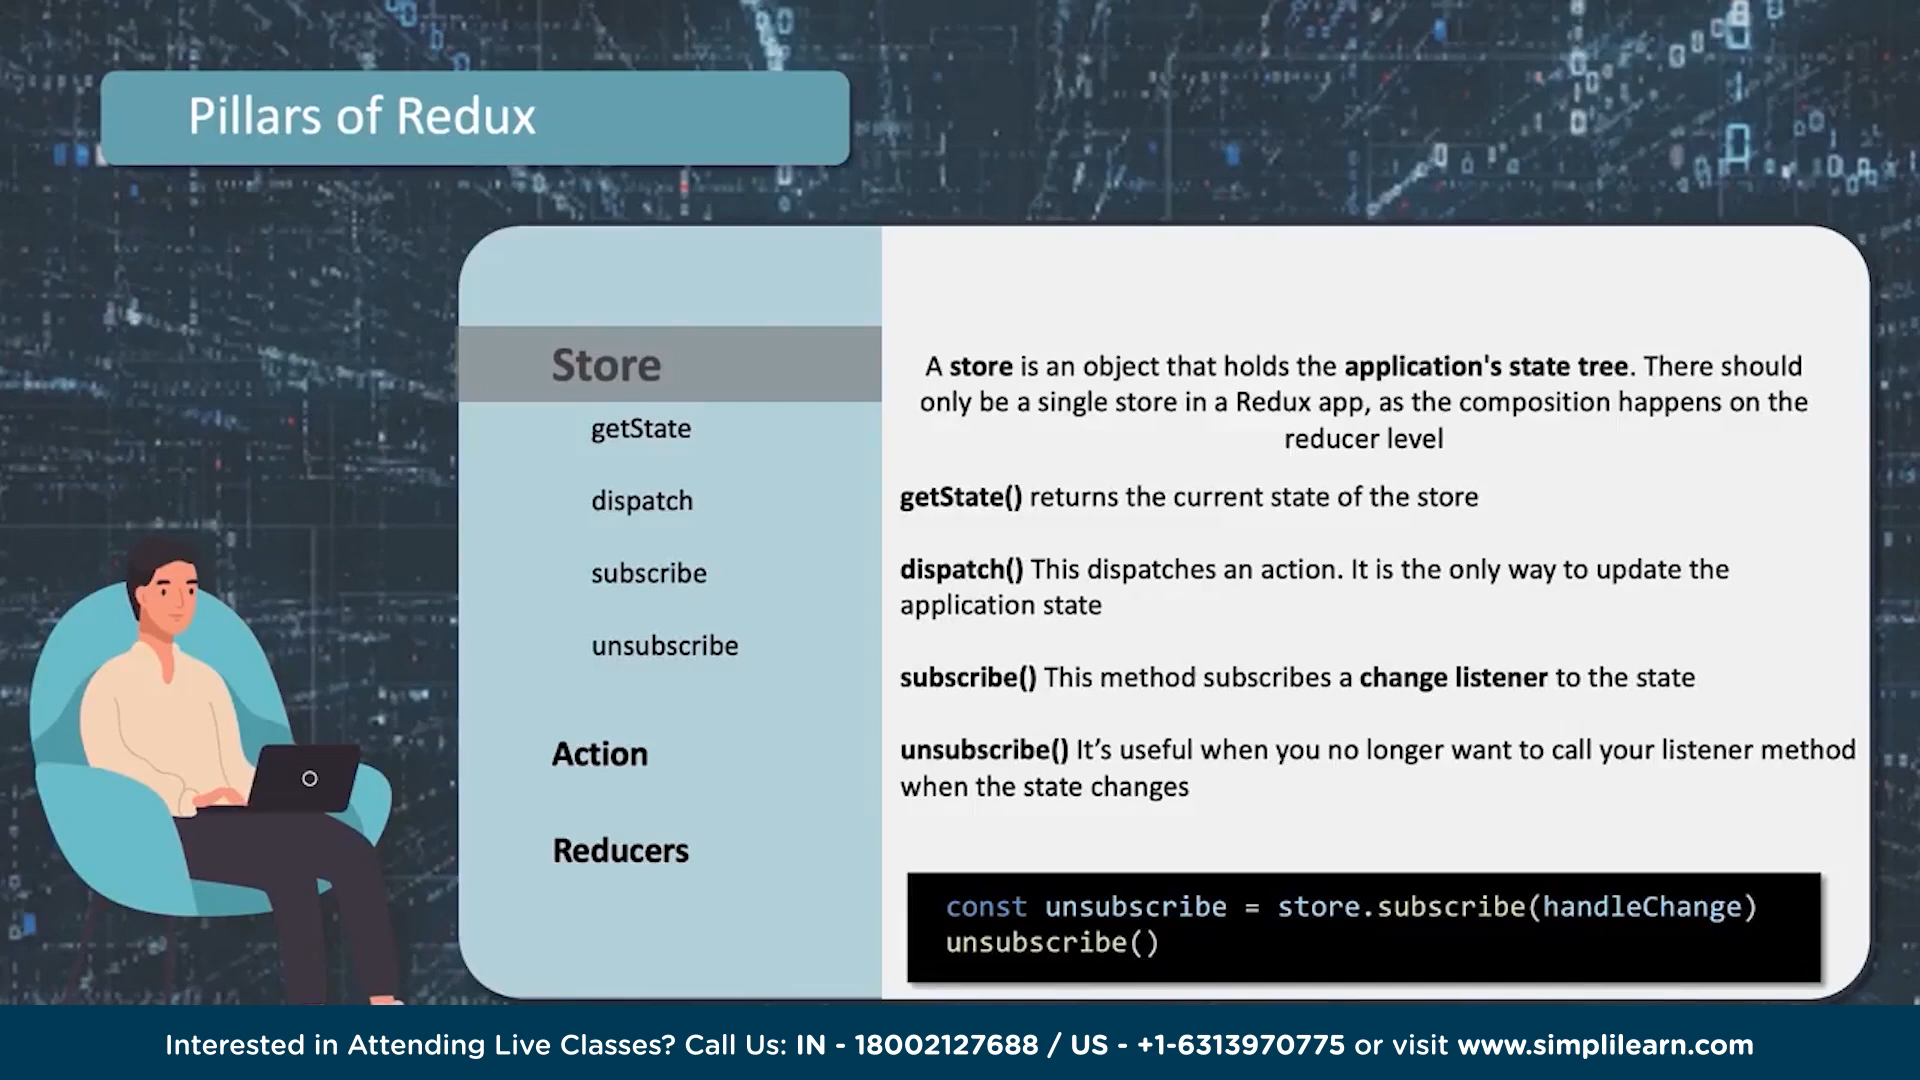 Pillars of Redux
Store
getState
dispatch
subscribe
unsubscribe
Action
Reducers
A store is an object that holds the application's state tree. There should
only be a single store in a Redux app, as the composition happens on the
reducer level
getState() returns the current state of the store
dispatch() This dispatches an action. It is the only way to update the
application state
subscribe() This method subscribes a change listener to the state
unsubscribe() It’s useful when you no longer want to call your listener method
when the state changes
const unsubscribe = store.subscribe(handleChange)
unsubscribe()
Interested in Attending Live Classes? Call Us: IN - 18002127688 / US - +1-6313970775 or visit www.simplilearn.com